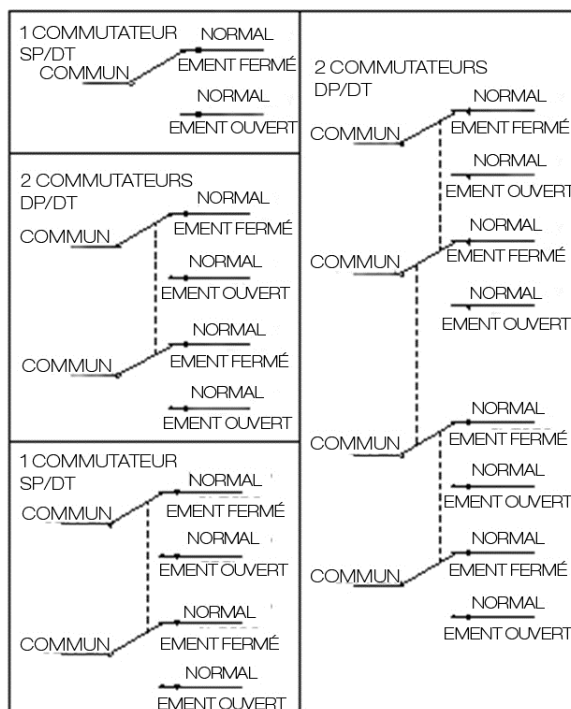 1 COMMUTATEUR
SP/DT
NORMAL
EMENT FERMÉ
COMMUN
NORMAL
EMENT OUVERT
2 COMMUTATEURS
DP/DT
NORMAL
EMENT FERMÉ
COMMUN
NORMAL
EMENT OUVERT
NORMAL
EMENT FERMÉ
COMMUN
NORMAL
EMENT OUVERT
1 COMMUTATEUR
SP/DT
NORMAL
EMENT FERMÉ
COMMUN
NORMAL
EMENT OUVERT
NORMAL
EMENT FERMÉ
COMMUN
NORMAL
EMENT OUVERT
2 COMMUTATEURS
DP/DT
NORMAL
EMENT FERMÉ
COMMUN
NORMAL
EMENT OUVERT
NORMAL
EMENT FERMÉ
COMMUN
NORMAL
EMENT OUVERT
NORMAL
EMENT FERMÉ
COMMUN
NORMAL
EMENT OUVERT
NORMAL
EMENT FERMÉ
COMMUN
NORMAL
EMENT OUVERT